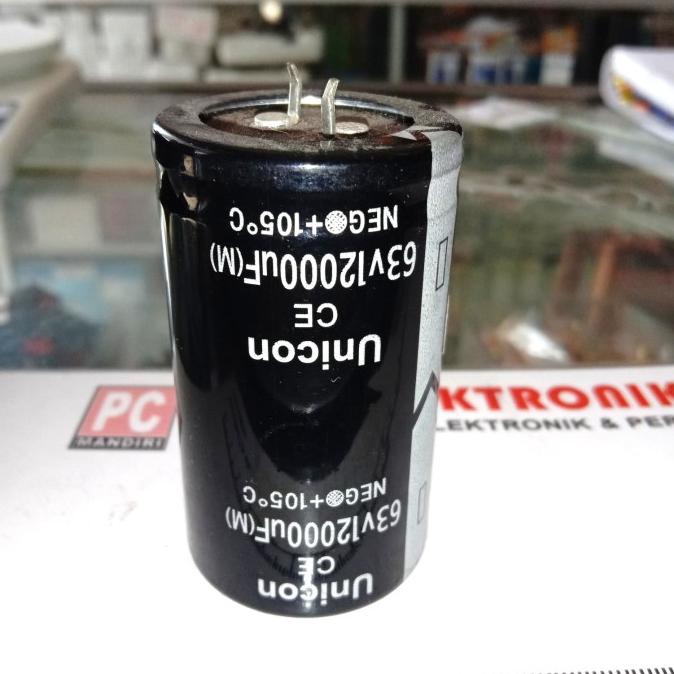 NEG +105°C
63v12000uF(M)
CE
Unicon
NEG +105°C
63v12000uF(M)
CE
Unicon
PC
MANDIRI
KTRONIK
LEKTRONIK & PER